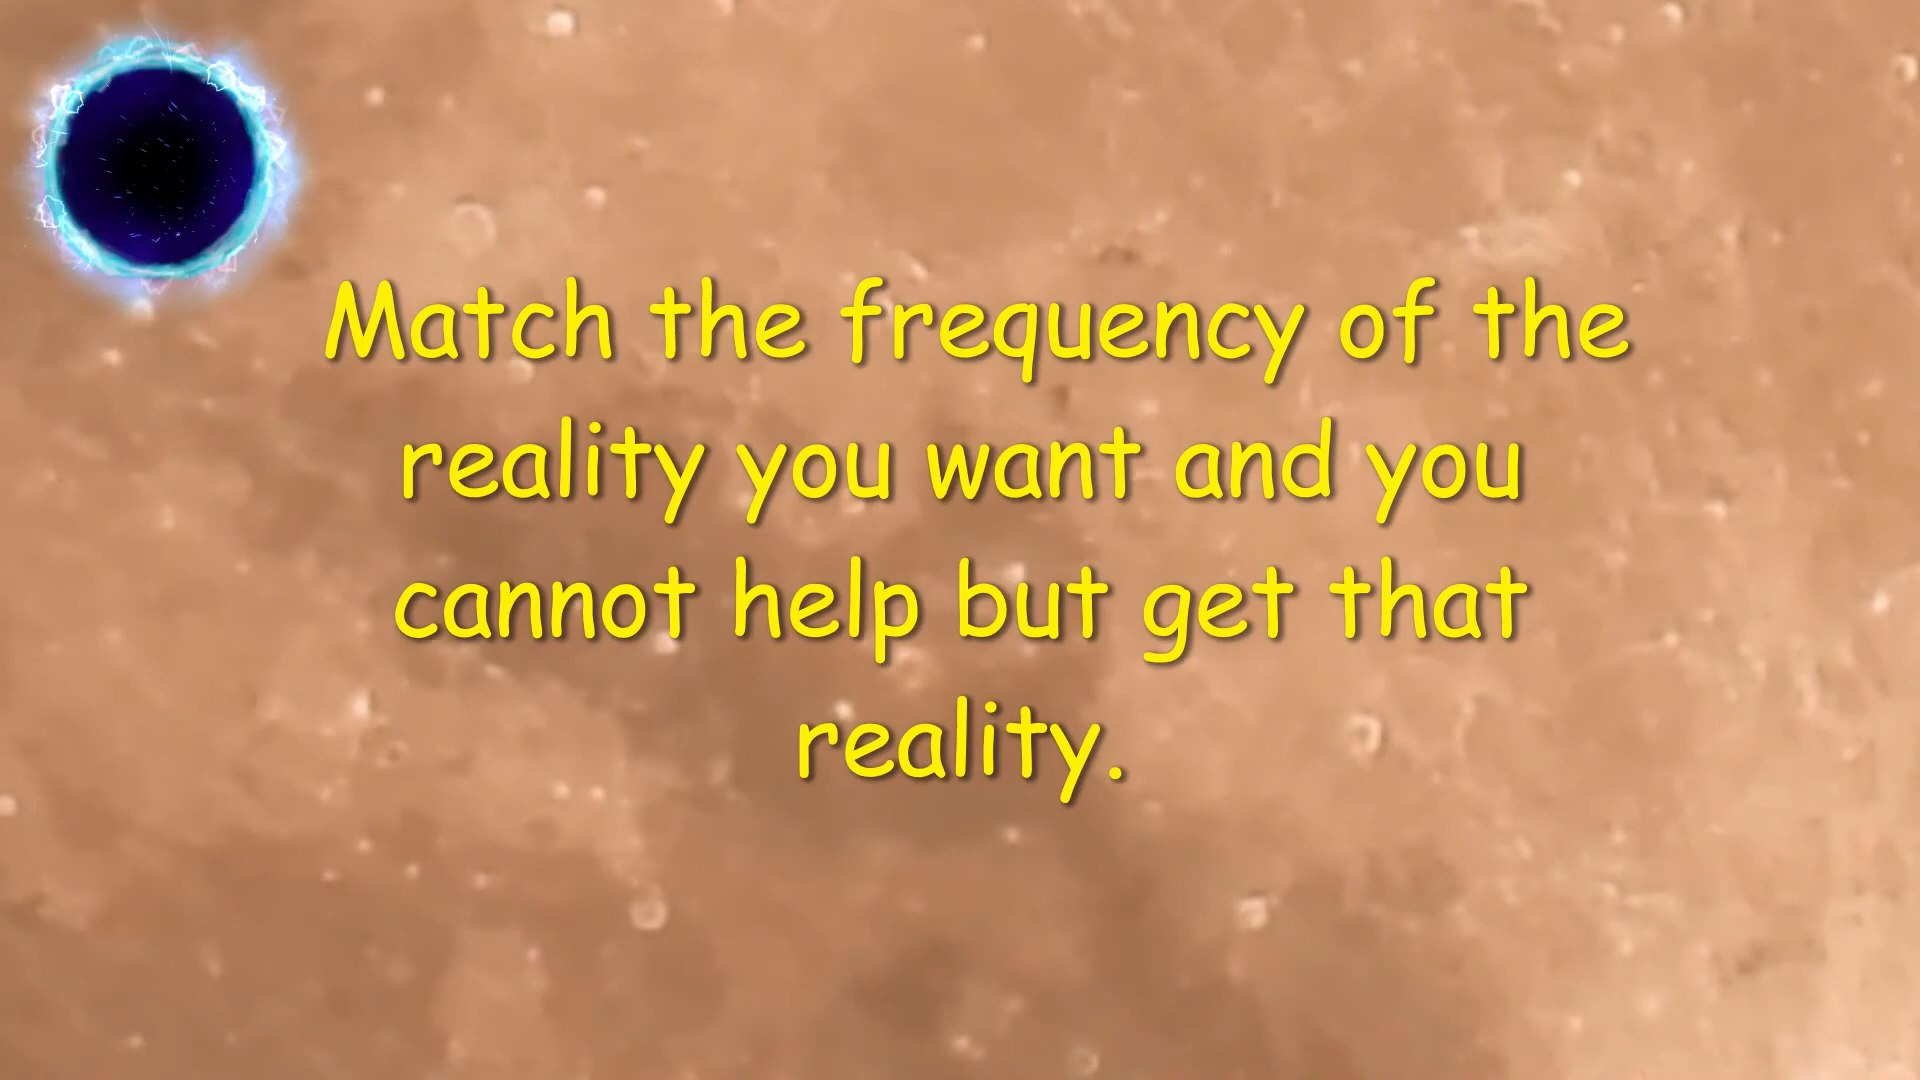 Match the frequency of the
reality you want and you
cannot help but get that
reality.